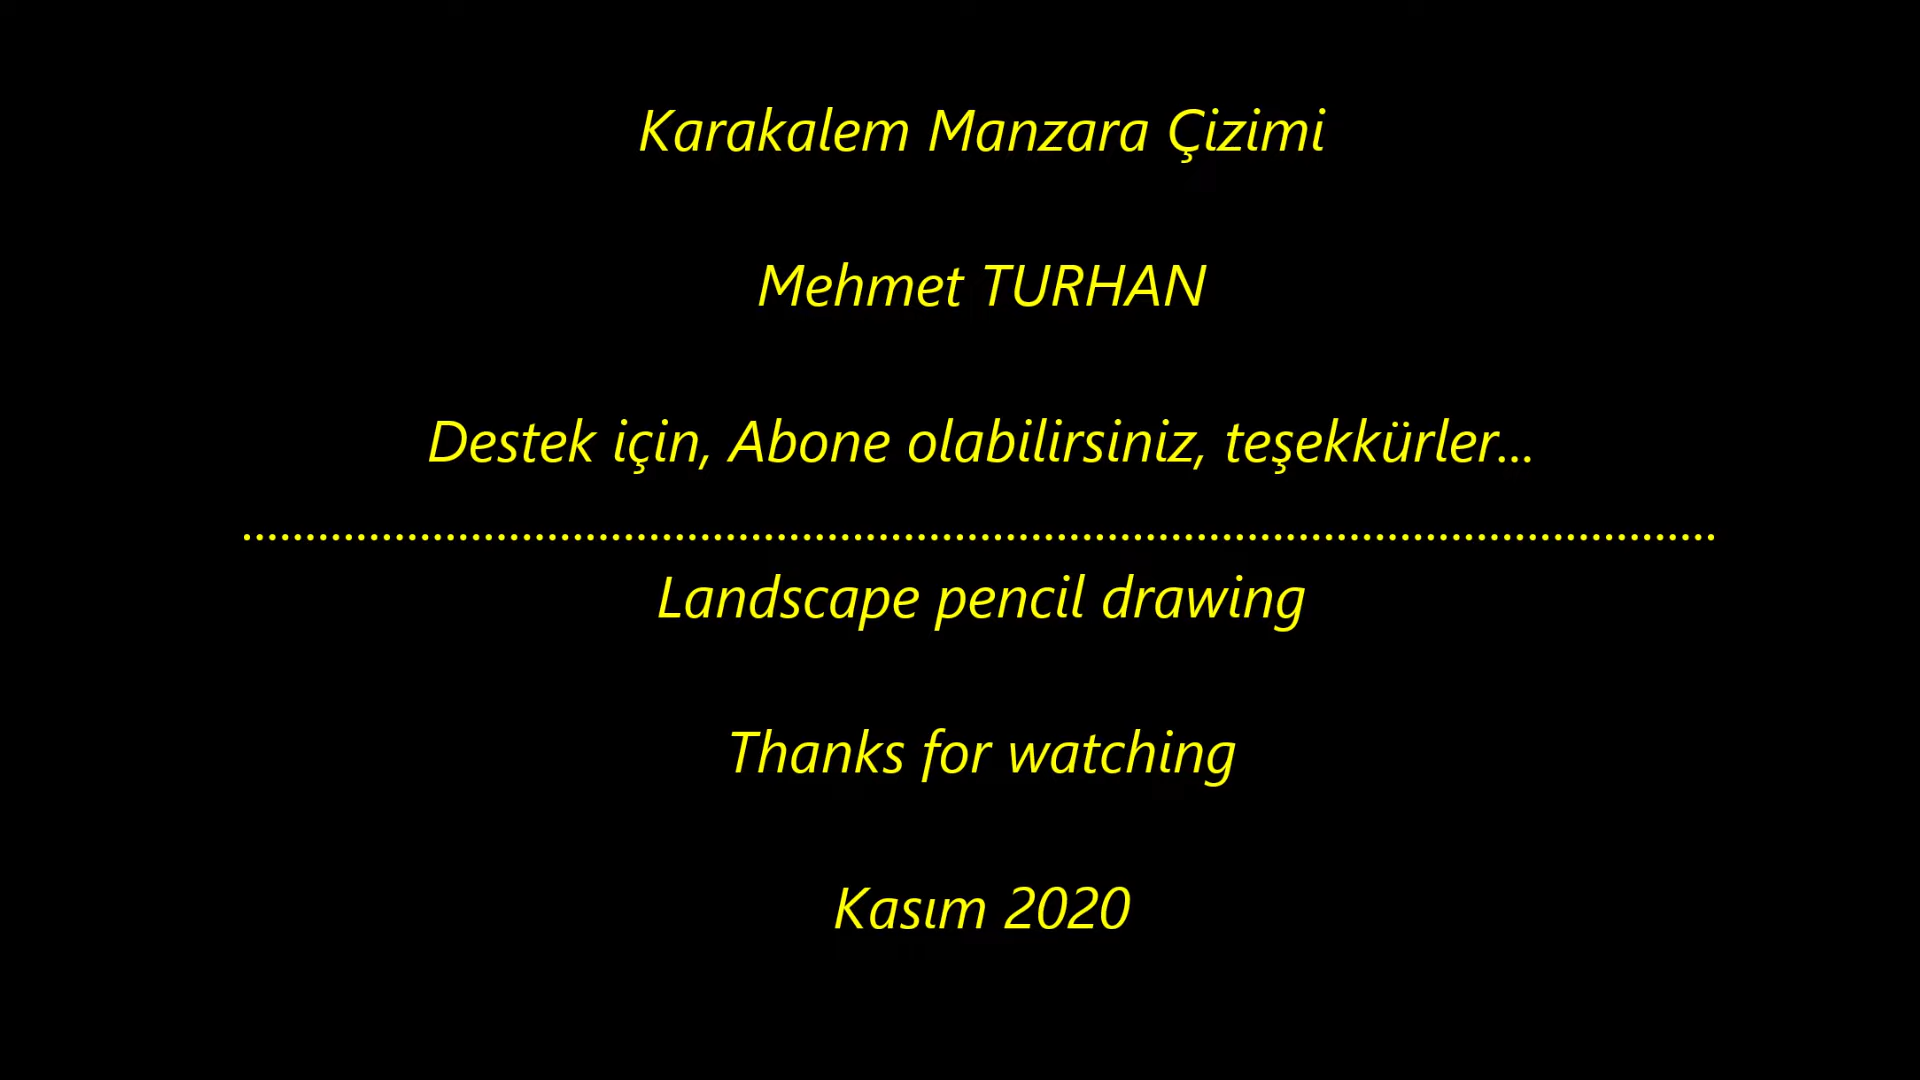 Karakalem Manzara Çizimi
Mehmet TURHAN
Destek için, Abone olabilirsiniz, teşekkürler...
....................................................................................................................
Landscape pencil drawing
Thanks for watching
Kasım 2020